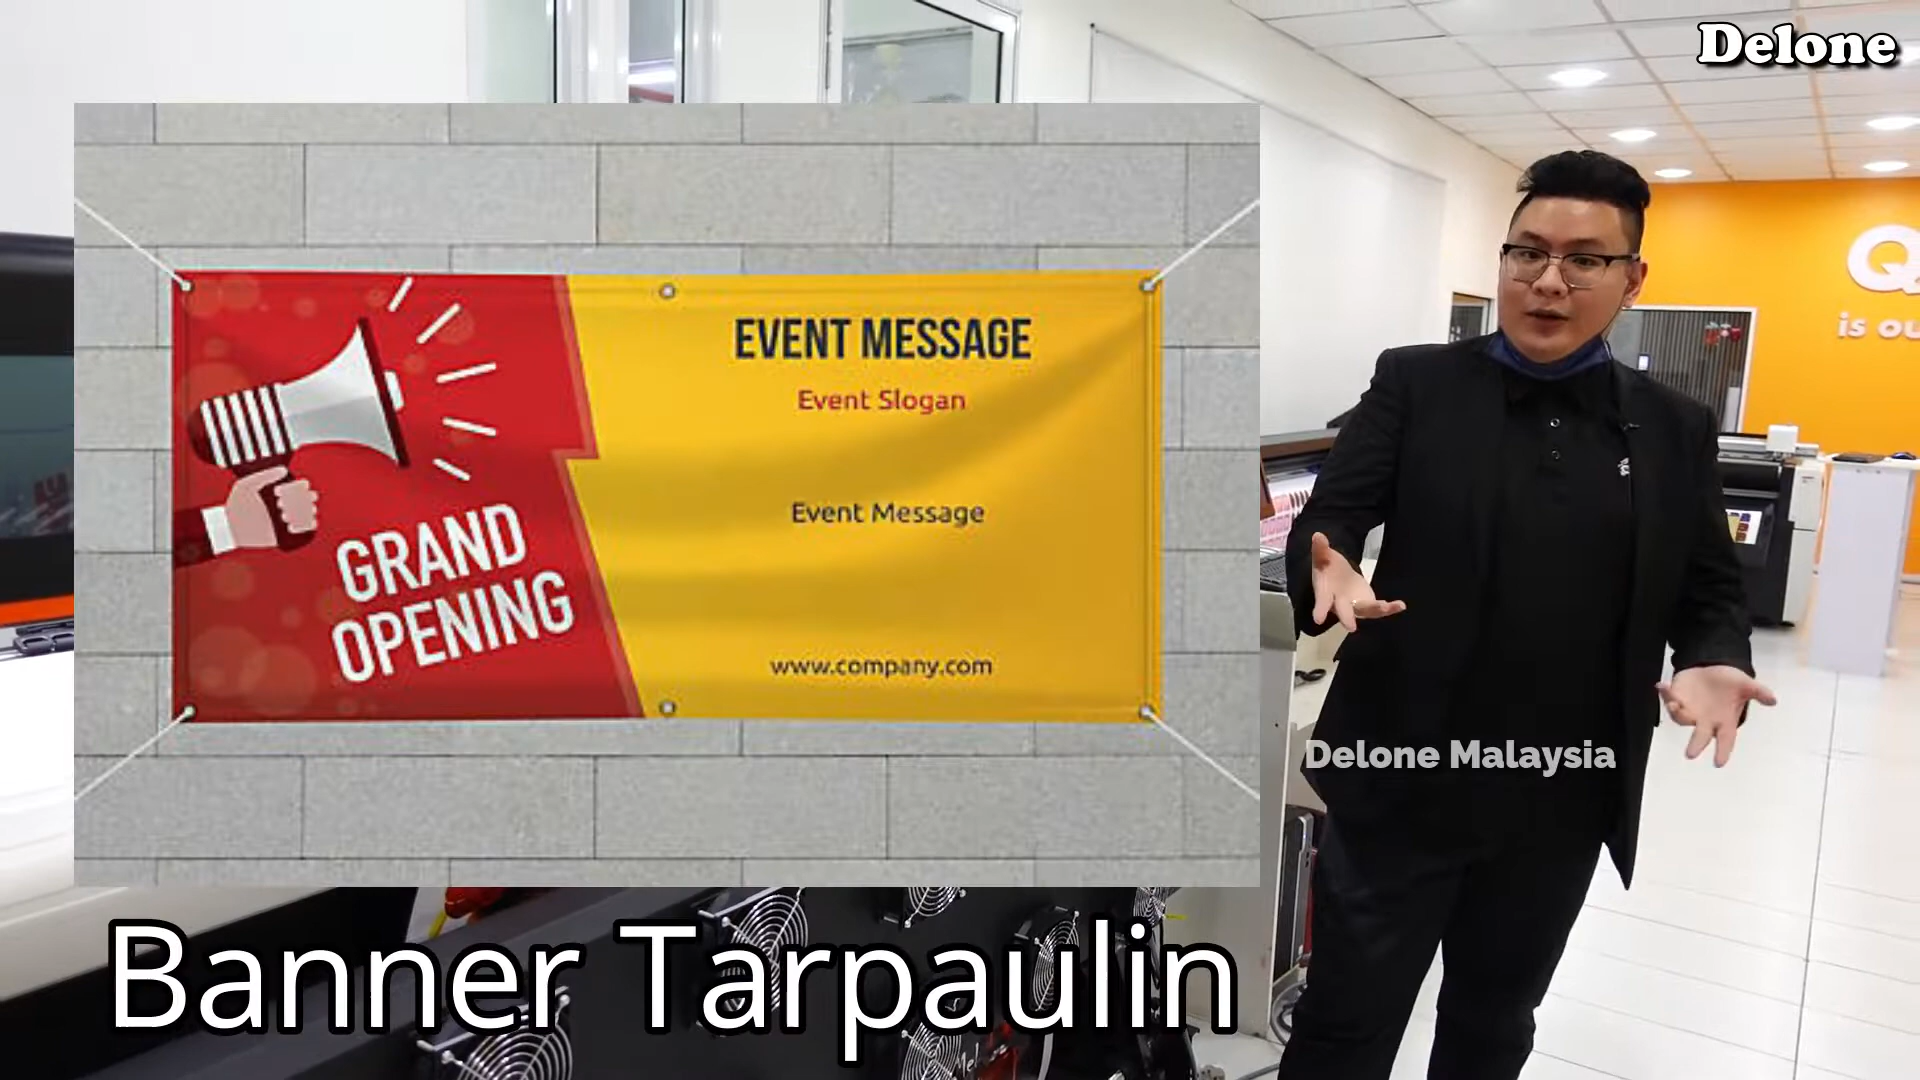 Delone
EVENT MESSAGE
Event Slogan
Event Message
GRAND
OPENING
www.company.com
is ou
Delone Malaysia
Banner Tarpaulin